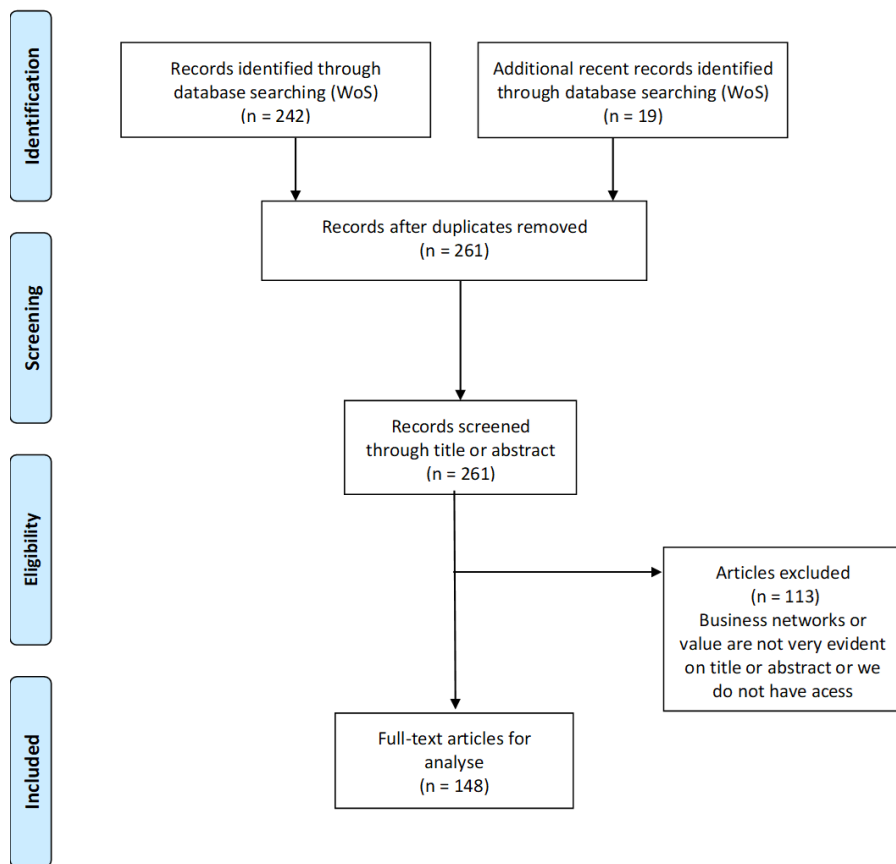 Identification
Records identified through
database searching (WoS)
(n = 242)
Additional recent records identified
through database searching (WoS)
(n = 19)
Records after duplicates removed
(n = 261)
Screening
Records screened
through title or abstract
(n = 261)
Eligibility
Articles excluded
(n = 113)
Business networks or
value are not very evident
on title or abstract or we
do not have acess
Included
Full-text articles for
analyse
(n = 148)